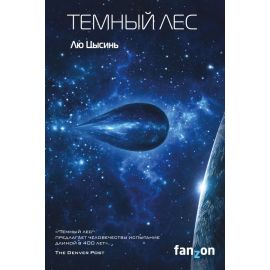 ТЕМНЫЙ ЛЕС
Лю Цысинь
«"ТЕМНЫЙ ЛЕС"
ПРЕДЛАГАЕТ ЧЕЛОВЕЧЕСТВУ ИСПЫТАНИЕ
ДЛИНОЙ В 400 ЛЕТ».
THE DENVER POST
fanzon